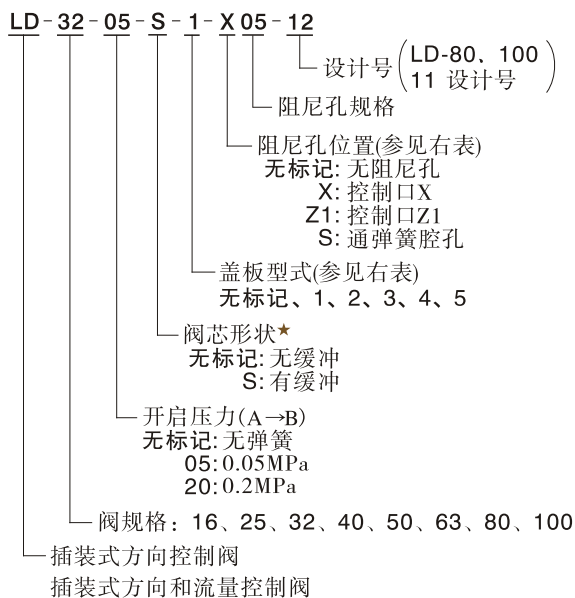 LD-32-05-S-1-X05-12
设计号(LD-80、100
11 设计号)
阻尼孔规格
阻尼孔位置(参见右表)
无标记: 无阻尼孔
X: 控制口X
Z1: 控制口Z1
S: 通弹簧腔孔
盖板型式(参见右表)
无标记、1、2、3、4、5
阀芯形状★
无标记: 无缓冲
S: 有缓冲
开启压力(A→B)
无标记: 无弹簧
05: 0.05MPa
20: 0.2MPa
阀规格: 16、25、32、40、50、63、80、100
插装式方向控制阀
插装式方向和流量控制阀